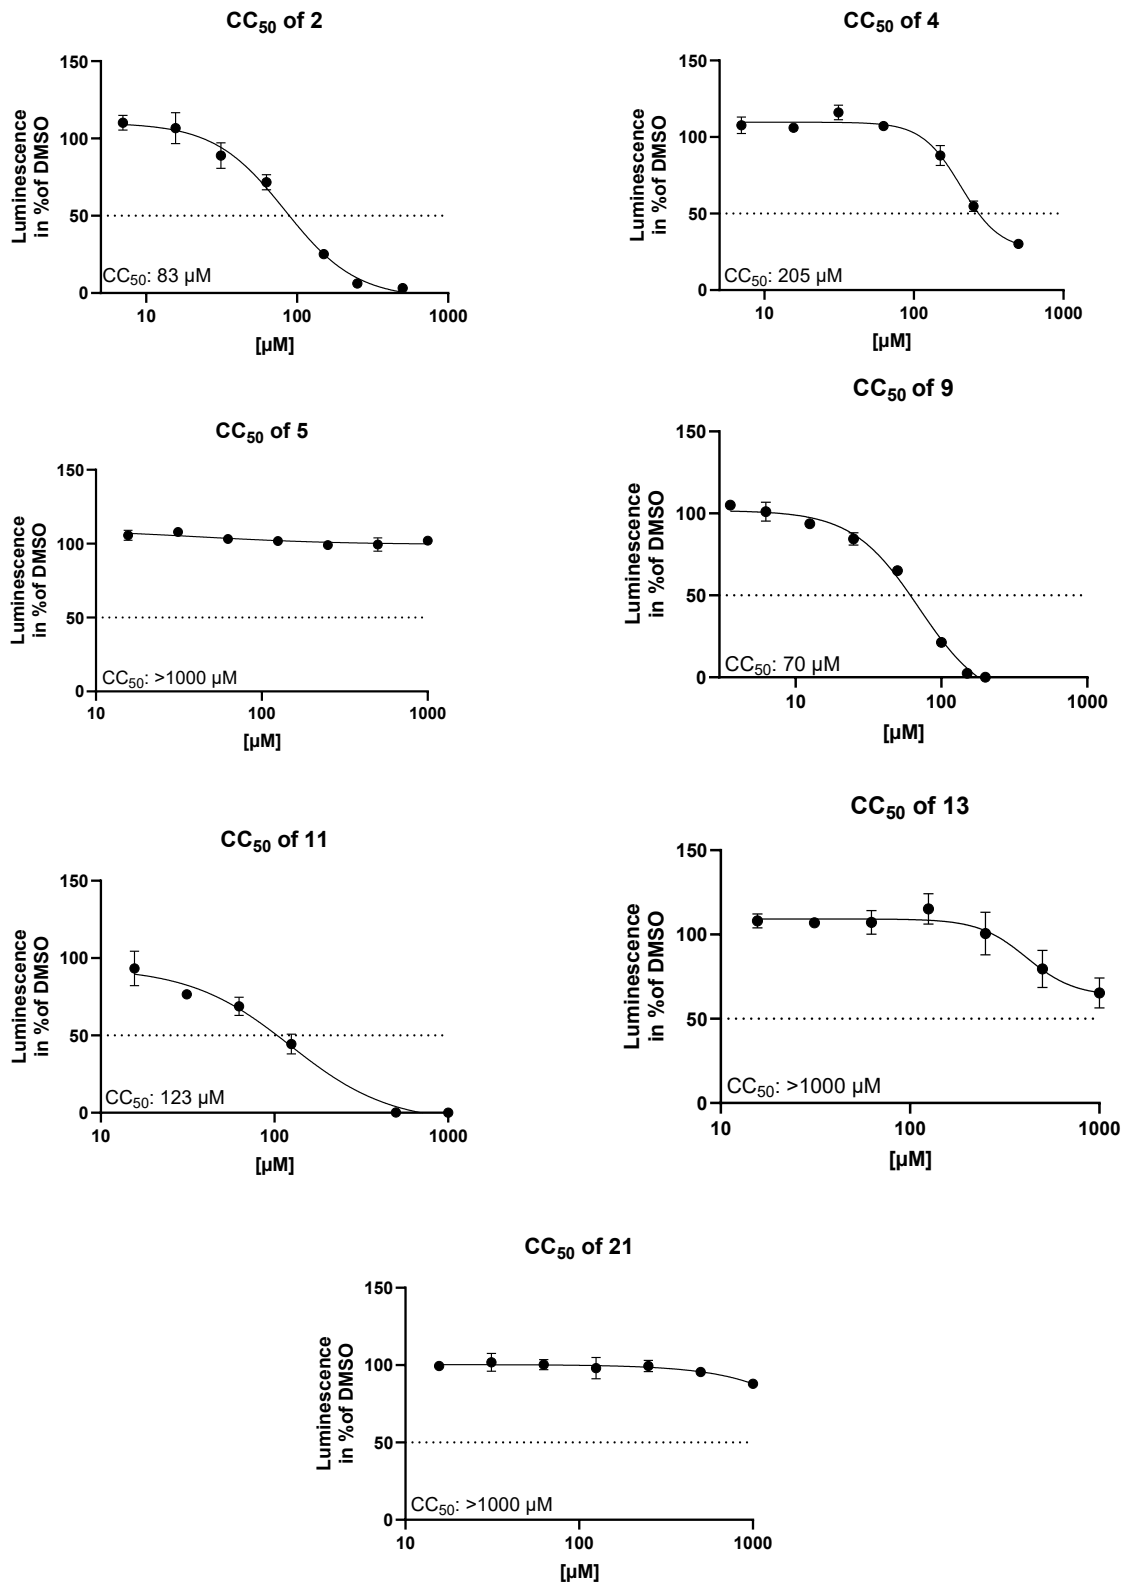 CC50 of 2
150
100
50
0
Luminescence
in %of DMSO
CC50: 83 µM
10 100 1000
[µM]
CC50 of 4
150
100
50
0
Luminescence
in %of DMSO
CC50: 205 µM
10 100 1000
[µM]
CC50 of 5
150
100
50
0
Luminescence
in %of DMSO
CC50: >1000 µM
10 100 1000
[µM]
CC50 of 9
150
100
50
0
Luminescence
in %of DMSO
CC50: 70 µM
10 100 1000
[µM]
CC50 of 11
150
100
50
0
Luminescence
in %of DMSO
CC50: 123 µM
10 100 1000
[µM]
CC50 of 13
150
100
50
0
Luminescence
in %of DMSO
CC50: >1000 µM
10 100 1000
[µM]
CC50 of 21
150
100
50
0
Luminescence
in %of DMSO
CC50: >1000 µM
10 100 1000
[µM]